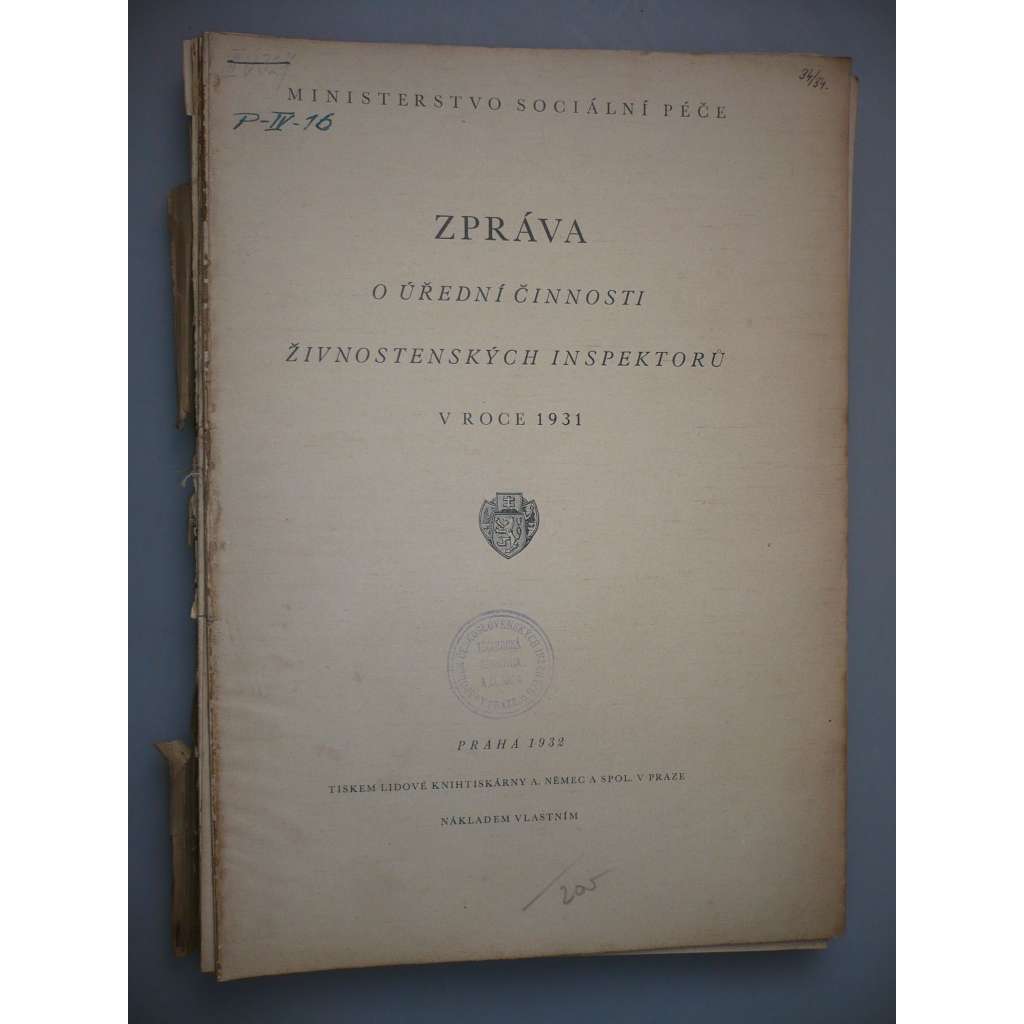 34/34.
MINISTERSTVO SOCIÁLNÍ PÉČE
P-IV-16
ZPRÁVA
O ÚŘEDNÍ ČINNOSTI
ŽIVNOSTENSKÝCH INSPEKTORŮ
V ROCE 1931
PRAHA 1932
TISKEM LIDOVÉ KNIHTISKÁRNY A. NĚMEC A SPOL. V PRAZE
NÁKLADEM VLASTNÍM